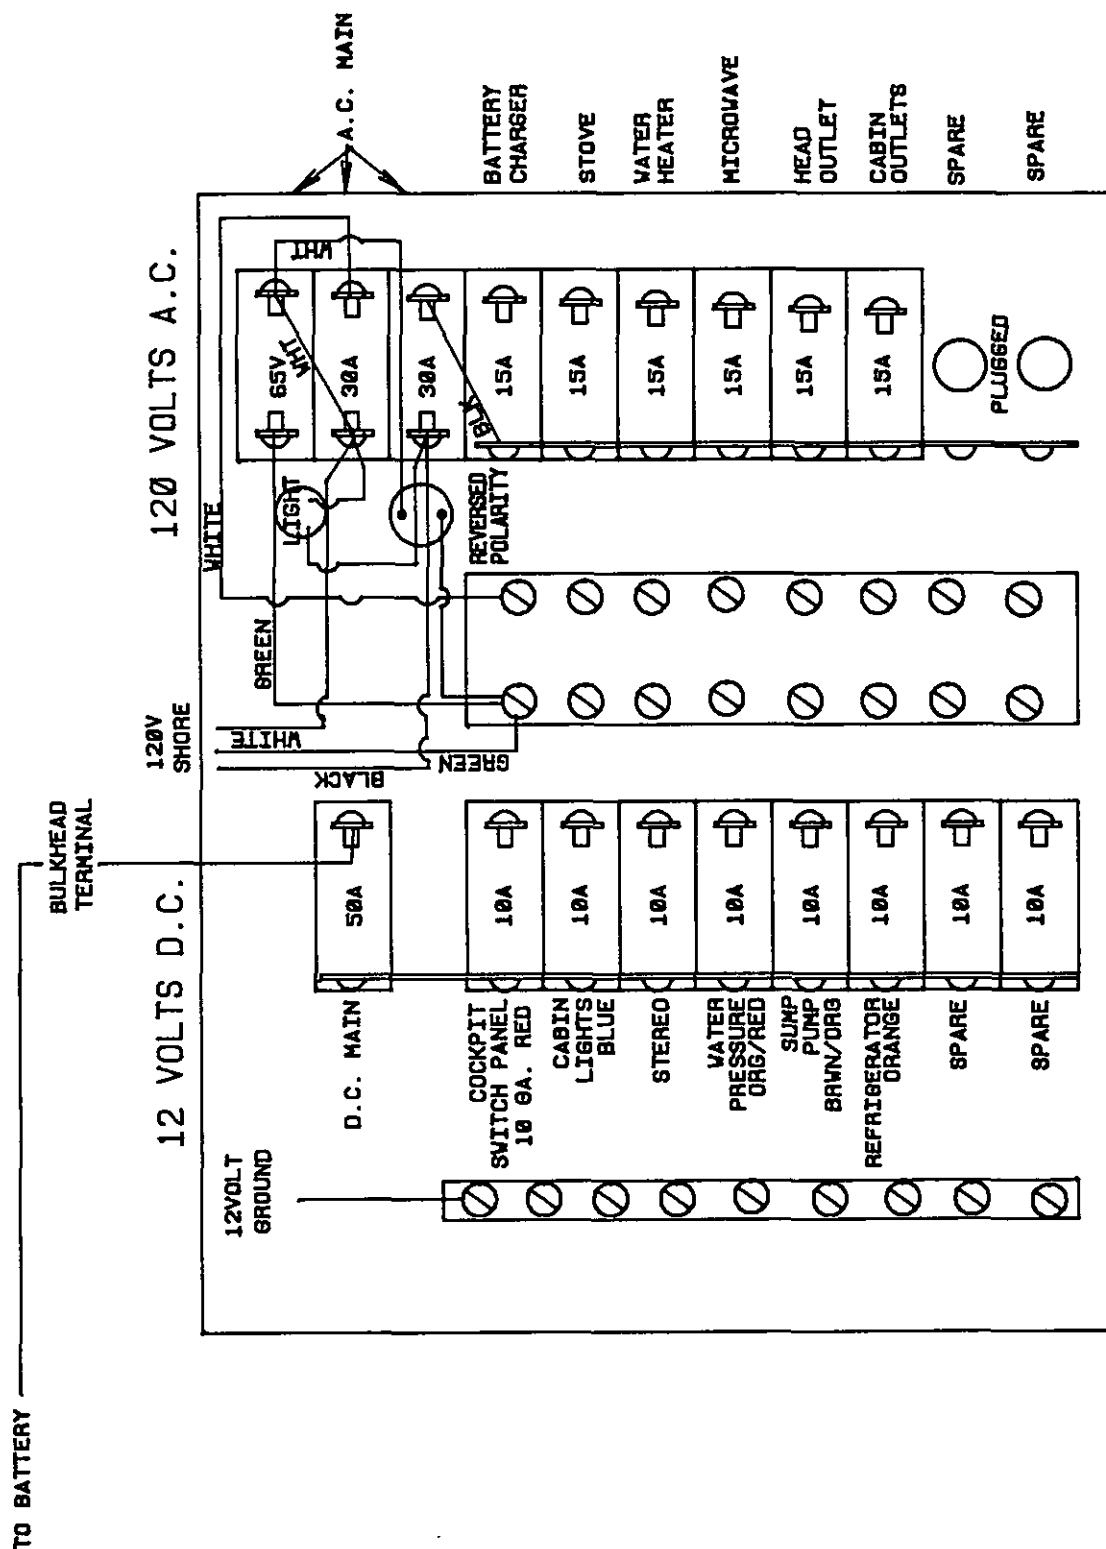 TO BATTERY
BULKHEAD
TERMINAL
12 VOLTS D.C.
120 VOLTS A.C.
A.C. MAIN
120V
SHORE
WHITE
GREEN
WHITE
BLACK
GREEN
LIGHT
REVERSED
POLARITY
WHT
WHT
BLK
65V
30A
30A
15A
15A
15A
15A
15A
15A
PLUGGED
BATTERY
CHARGER
STOVE
WATER
HEATER
MICROWAVE
HEAD
OUTLET
CABIN
OUTLETS
SPARE
SPARE
50A
10A
10A
10A
10A
10A
10A
10A
10A
D.C. MAIN
COCKPIT
SWITCH PANEL
10 GA. RED
CABIN
LIGHTS
BLUE
STEREO
WATER
PRESSURE
ORG/RED
SUMP
PUMP
BRWN/ORG
REFRIGERATOR
ORANGE
SPARE
SPARE
12VOLT
GROUND